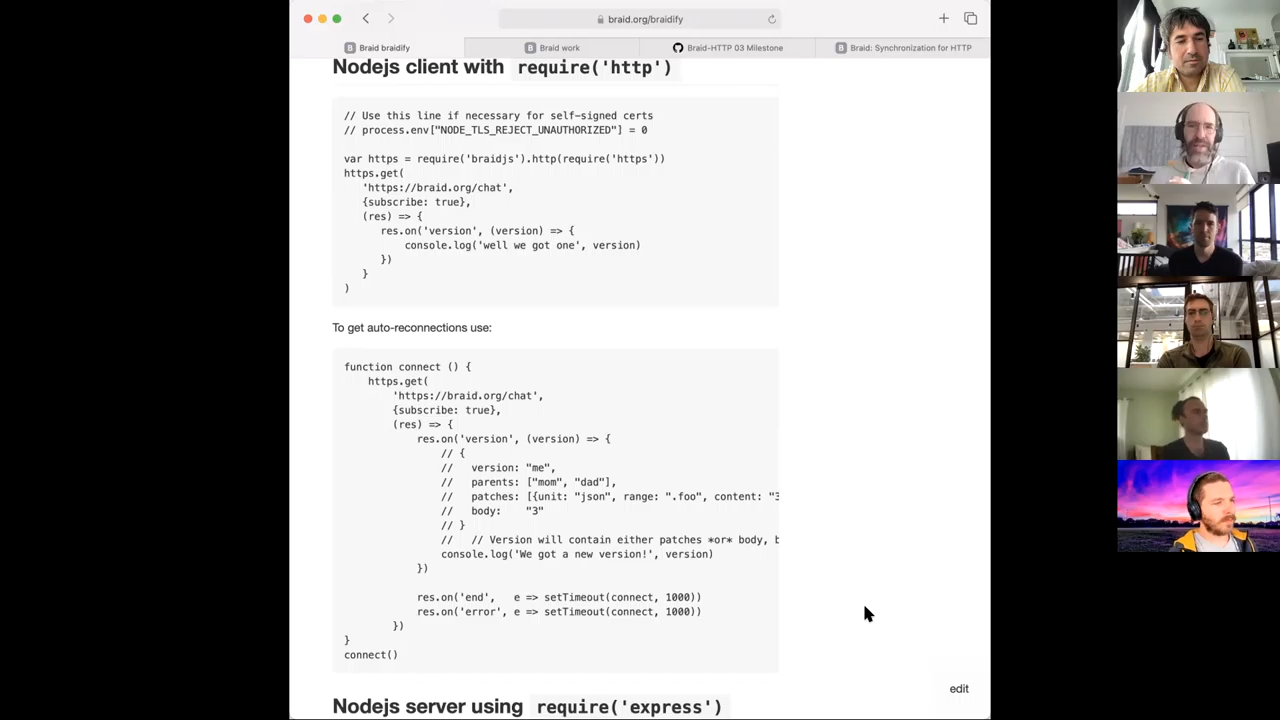 braid.org/braidify
Braid braidify
Braid work
Braid-HTTP 03 Milestone
Braid: Synchronization for HTTP
Nodejs client with require('http')
// Use this line if necessary for self-signed certs
// process.env["NODE_TLS_REJECT_UNAUTHORIZED"] = 0
var https = require('braidjs').http(require('https'))
https.get(
'https://braid.org/chat',
{subscribe: true},
(res) => {
res.on('version', (version) => {
console.log('well we got one', version)
})
}
)
To get auto-reconnections use:
function connect () {
https.get(
'https://braid.org/chat',
{subscribe: true},
(res) => {
res.on('version', (version) => {
// {
//   version: "me",
//   parents: ["mom", "dad"],
//   patches: [{unit: "json", range: ".foo", content: "3
//   body:    "3"
// }
//   // Version will contain either patches *or* body, b
console.log('We got a new version!', version)
})
res.on('end',   e => setTimeout(connect, 1000))
res.on('error', e => setTimeout(connect, 1000))
})
}
connect()
edit
Nodejs server using require('express')